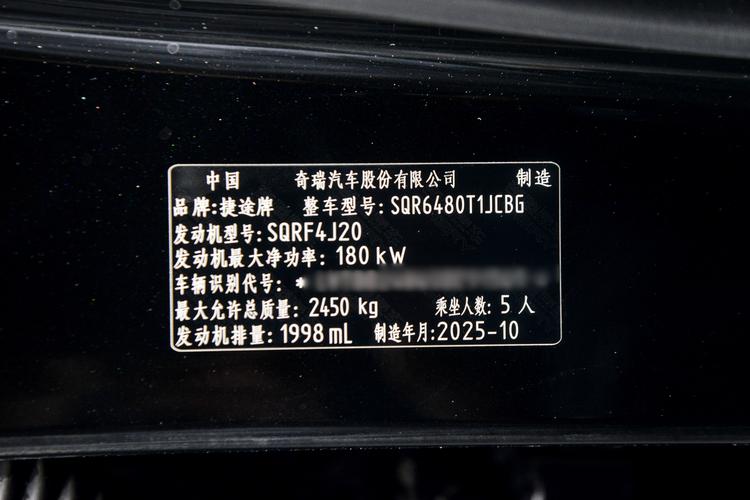 中国 奇瑞汽车股份有限公司 制造
品牌:捷途牌 整车型号:SQR6480T1JCBG
发动机型号:SQRF4J20
发动机最大净功率: 180 kW
车辆识别代号: *
最大允许总质量: 2450 kg 乘坐人数: 5 人
发动机排量: 1998 mL 制造年月:2025-10